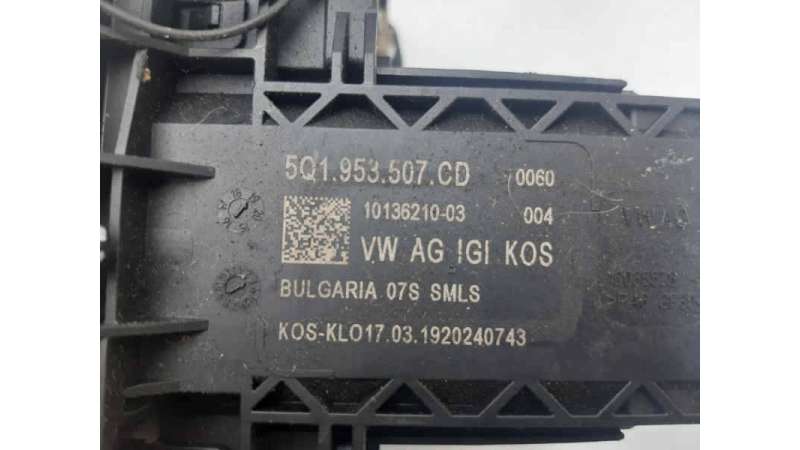 5Q1.953.507.CD 0060
10136210-03 004
VW AG !GI KOS
BULGARIA 07S SMLS
KOS-KLO17.03.1920240743